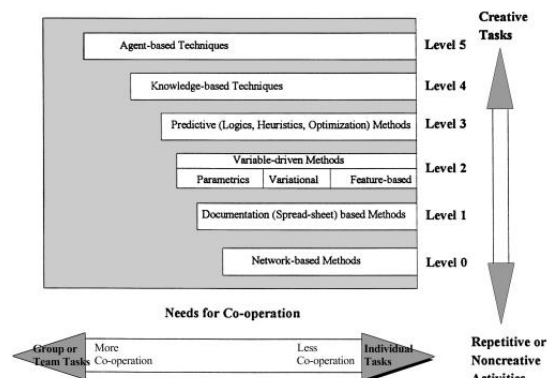 Creative
Tasks
Agent-based Techniques
Level 5
Knowledge-based Techniques
Level 4
Predictive (Logics, Heuristics, Optimization) Methods
Level 3
Variable-driven Methods
Level 2
Parametrics
Variational
Feature-based
Documentation (Spread-sheet) based Methods
Level 1
Network-based Methods
Level 0
Needs for Co-operation
Group or
Team Tasks
More
Co-operation
Less
Co-operation
Individual
Tasks
Repetitive or
Noncreative